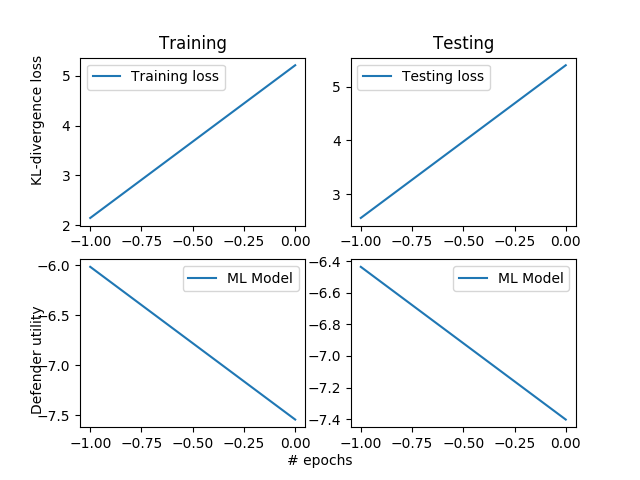 Training
Testing
KL-divergence loss
Training loss
5
4
3
2
−1.00 −0.75 −0.50 −0.25 0.00
Testing loss
5
4
3
−1.00 −0.75 −0.50 −0.25 0.00
Defender utility
ML Model
−6.0
−6.5
−7.0
−7.5
−1.00 −0.75 −0.50 −0.25 0.00
ML Model
−6.4
−6.6
−6.8
−7.0
−7.2
−7.4
−1.00 −0.75 −0.50 −0.25 0.00
# epochs